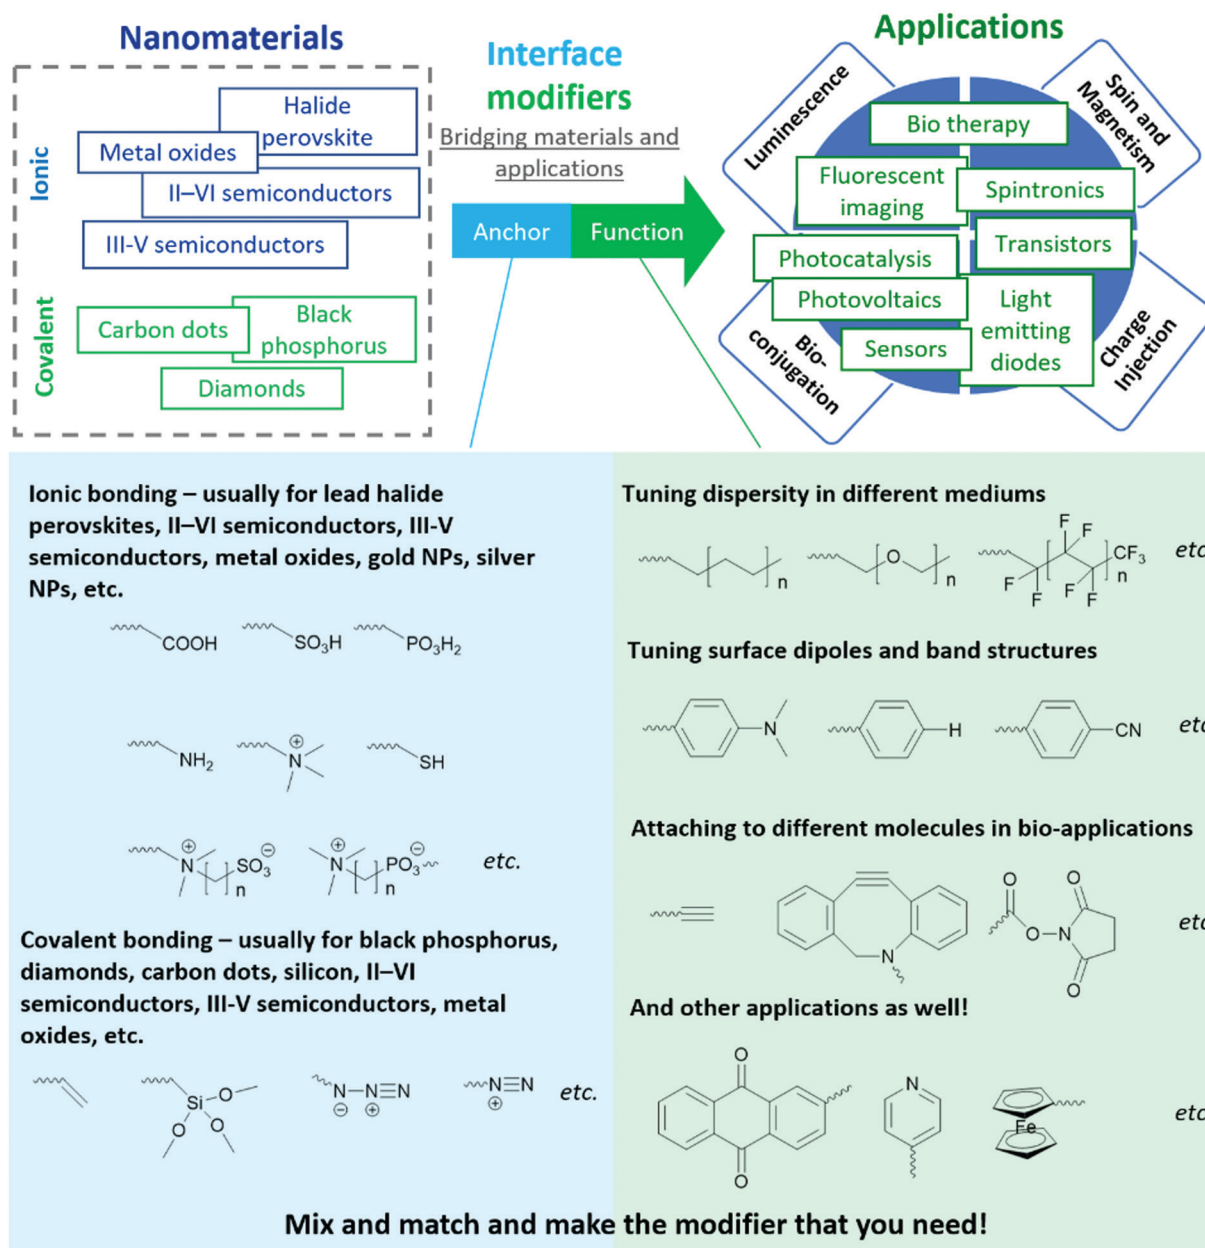 Nanomaterials
Ionic
Halide
perovskite
Metal oxides
II–VI semiconductors
III-V semiconductors
Covalent
Carbon dots
Black
phosphorus
Diamonds
Interface
modifiers
Bridging materials and
applications
Anchor
Function
Applications
Luminescence
Spin and
Magnetism
Bio therapy
Fluorescent
imaging
Spintronics
Transistors
Photocatalysis
Photovoltaics
Light
emitting
diodes
Sensors
Bio-
conjugation
Charge
Injection
Ionic bonding – usually for lead halide
perovskites, II–VI semiconductors, III-V
semiconductors, metal oxides, gold NPs, silver
NPs, etc.
COOH
SO3H
PO3H2
NH2
N ⊕
SH
⊕ N n SO3 ⊖
⊕ N n PO3 ⊖
etc.
Covalent bonding – usually for black phosphorus,
diamonds, carbon dots, silicon, II–VI
semiconductors, III-V semiconductors, metal
oxides, etc.
Si O O O
N N N ⊖ ⊕
N N ⊕
etc.
Tuning dispersity in different mediums
n
O n
F F F F F F n CF3
etc
Tuning surface dipoles and band structures
N
H
CN
etc
Attaching to different molecules in bio-applications
N
O O N O O
etc
And other applications as well!
O O
N
Fe
etc
Mix and match and make the modifier that you need!